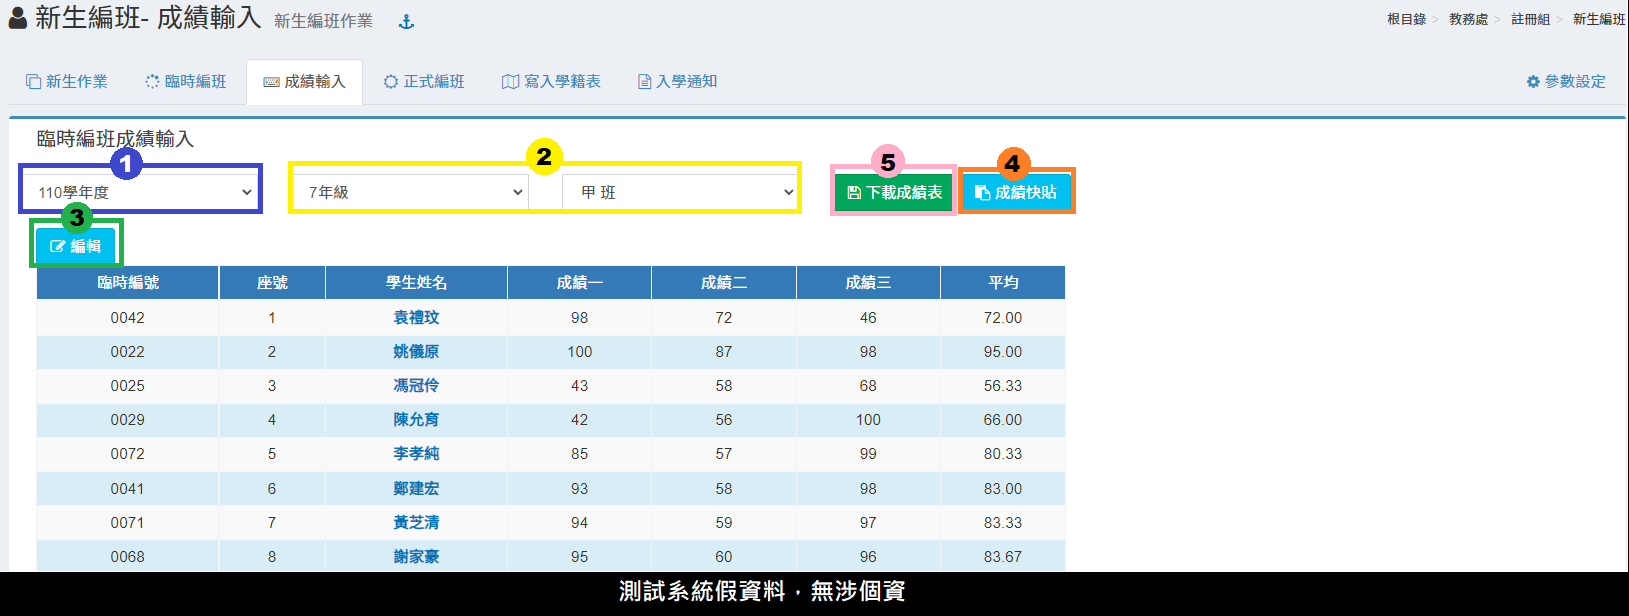 新生編班- 成績輸入 新生編班作業
根目錄 > 教務處 > 註冊組 > 新生編班
新生作業 臨時編班 成績輸入 正式編班 寫入學籍表 入學通知 參數設定
臨時編班成績輸入
1 2 5 4
110學年度 7年級 甲 班 下載成績表 成績快貼
3
編輯
臨時編號 座號 學生姓名 成績一 成績二 成績三 平均
0042 1 袁禮玟 98 72 46 72.00
0022 2 姚儀原 100 87 98 95.00
0025 3 馮冠伶 43 58 68 56.33
0029 4 陳允育 42 56 100 66.00
0072 5 李孝純 85 57 99 80.33
0041 6 鄭建宏 93 58 98 83.00
0071 7 黃芝清 94 59 97 83.33
0068 8 謝家豪 95 60 96 83.67
測試系統假資料，無涉個資